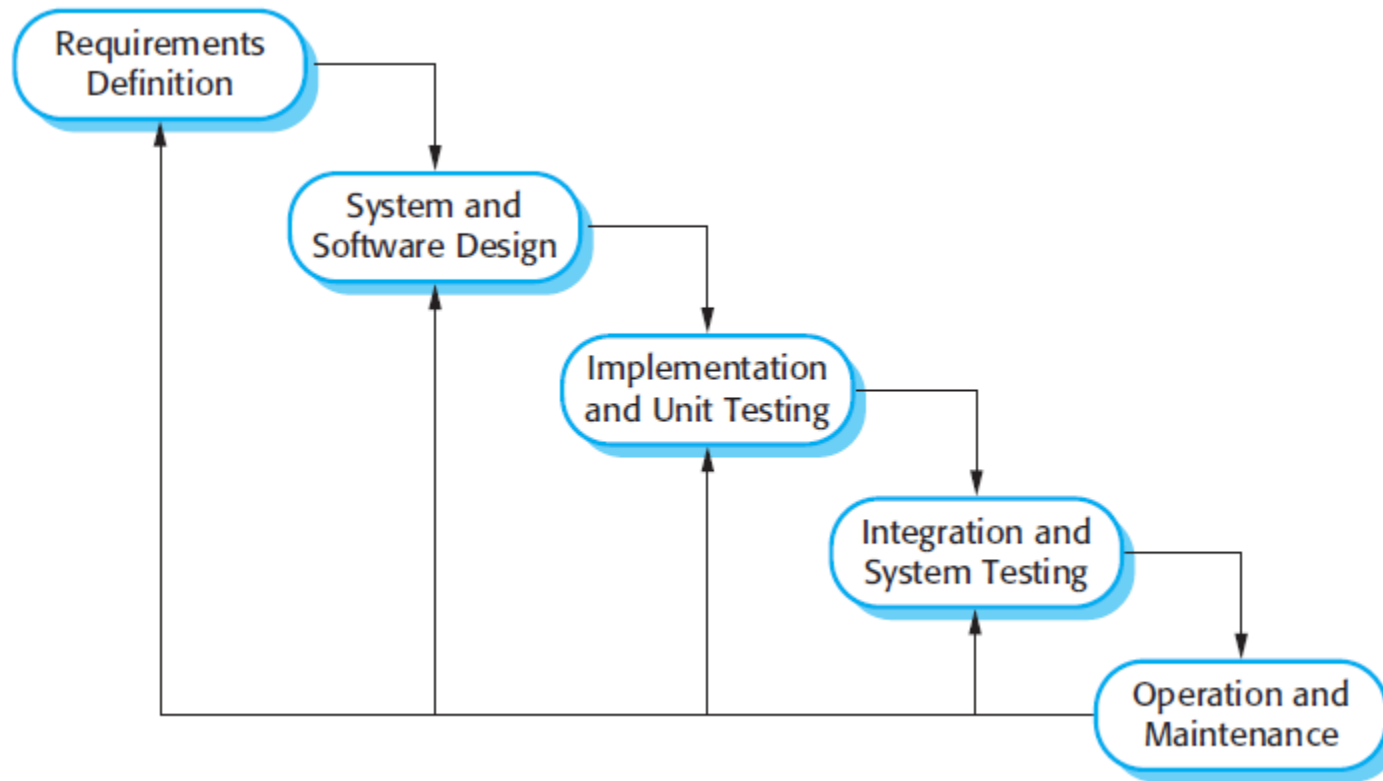 Requirements
Definition
System and
Software Design
Implementation
and Unit Testing
Integration and
System Testing
Operation and
Maintenance